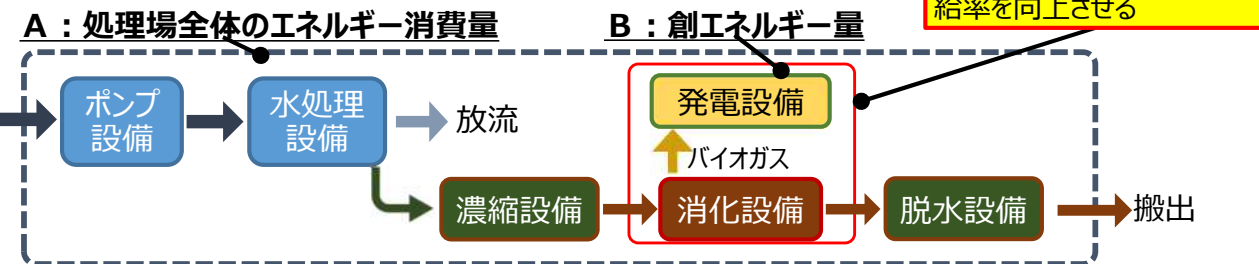 給率を向上させる
A：処理場全体のエネルギー消費量
B：創エネルギー量
ポンプ
設備
水処理
設備
放流
発電設備
バイオガス
濃縮設備
消化設備
脱水設備
搬出